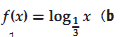 f(x) = log_{1/3} x (b